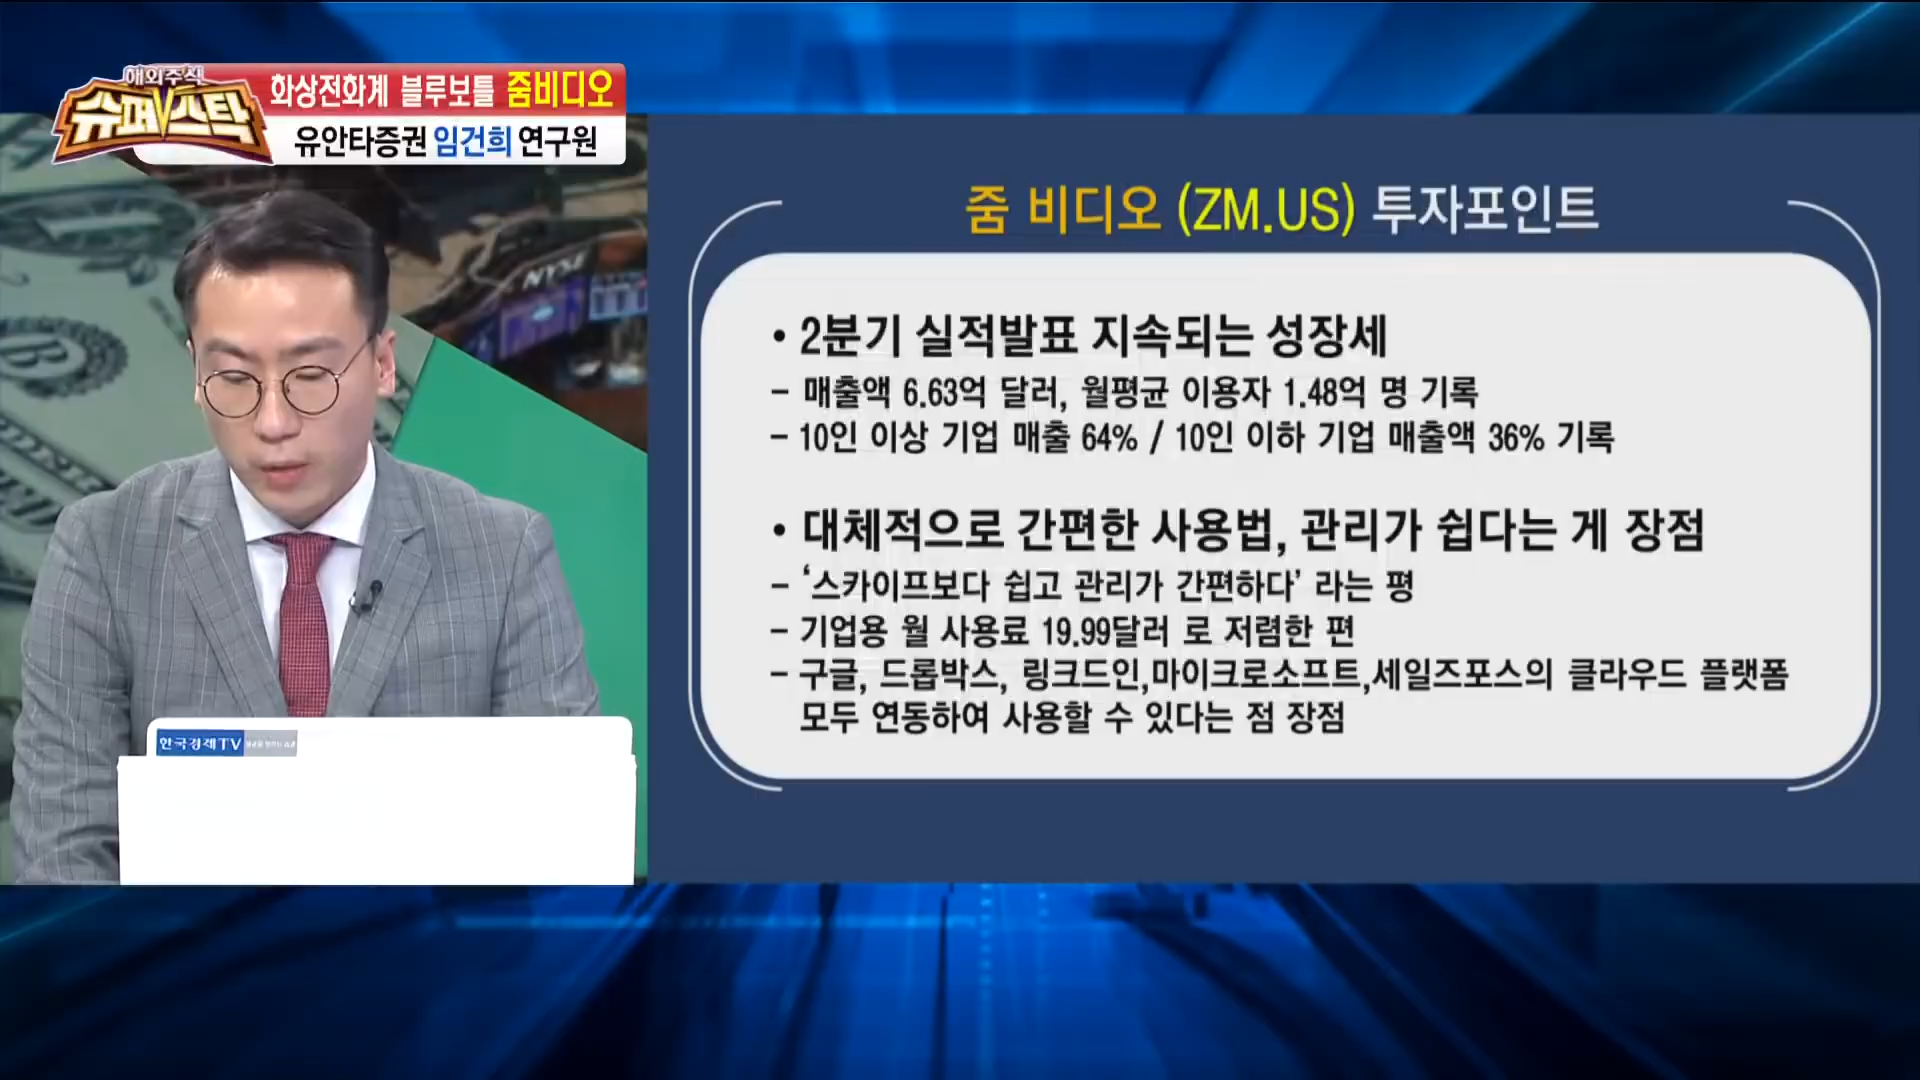 해외주식
슈퍼스탁
화상전화계 블루보틀 줌비디오
유안타증권 임건희 연구원
NYSE
줌 비디오 (ZM.US) 투자포인트
• 2분기 실적발표 지속되는 성장세
- 매출액 6.63억 달러, 월평균 이용자 1.48억 명 기록
- 10인 이상 기업 매출 64% / 10인 이하 기업 매출액 36% 기록
• 대체적으로 간편한 사용법, 관리가 쉽다는 게 장점
- ‘스카이프보다 쉽고 관리가 간편하다’ 라는 평
- 기업용 월 사용료 19.99달러 로 저렴한 편
- 구글, 드롭박스, 링크드인,마이크로소프트,세일즈포스의 클라우드 플랫폼
모두 연동하여 사용할 수 있다는 점 장점
한국경제TV